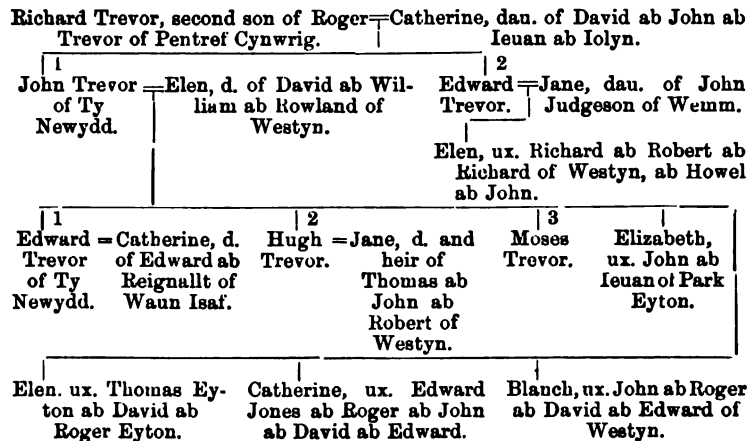 Richard Trevor, second son of Roger=Catherine, dau. of David ab John ab
Trevor of Pentref Cynwrig. Ieuan ab Iolyn.
1 2
John Trevor =Elen, d. of David ab Wil- Edward =Jane, dau. of John
of Ty liam ab Rowland of Trevor. Judgeson of Wemm.
Newydd. Westyn.
Elen, ux. Richard ab Robert ab
Richard of Westyn, ab Howel
ab John.
1 2 3
Edward = Catherine, d. Hugh = Jane, d. and Moses Elizabeth,
Trevor of Edward ab Trevor. heir of Trevor. ux. John ab
of Ty Reignallt of Thomas ab Ieuan of Park
Newydd. Waun Isaf. John ab Eyton.
Robert of
Westyn.
Elen. ux. Thomas Ey- Catherine, ux. Edward Blanch, ux. John ab Roger
ton ab David ab Jones ab Roger ab John ab David ab Edward of
Roger Eyton. ab David ab Edward. Westyn.